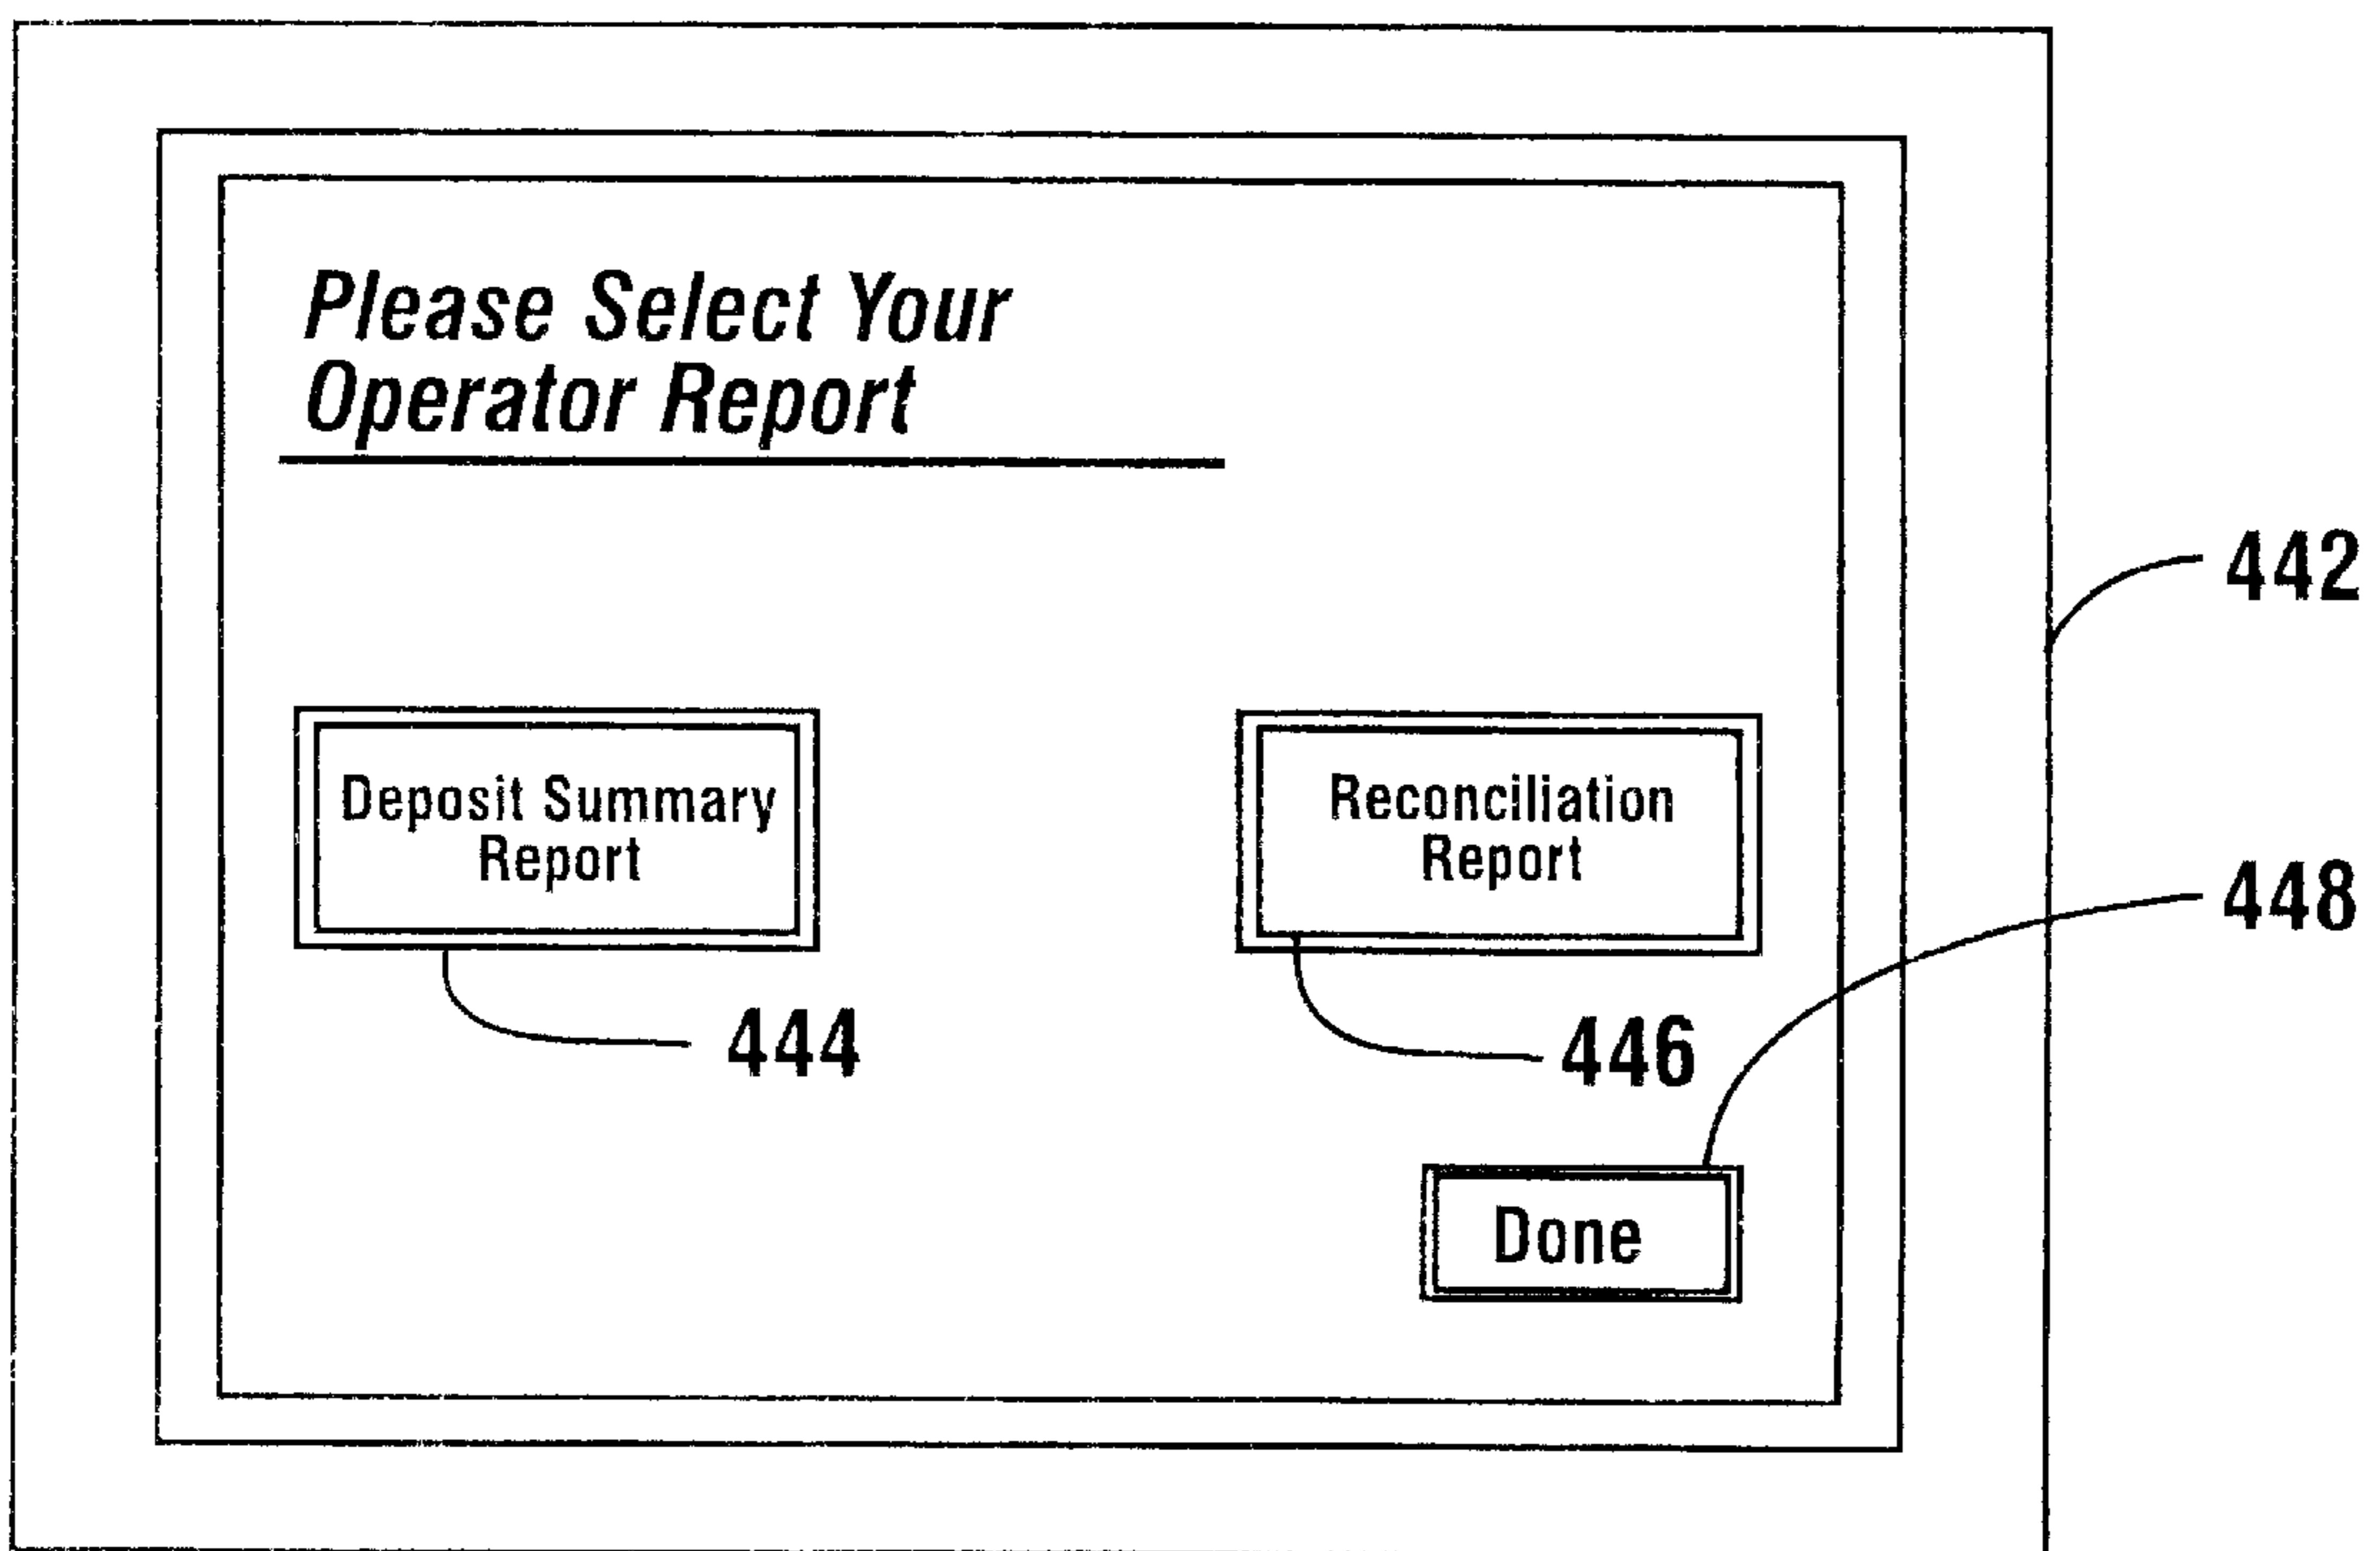 Please Select Your
Operator Report
442
Deposit Summary
Report
Reconciliation
Report
448
444
446
Done